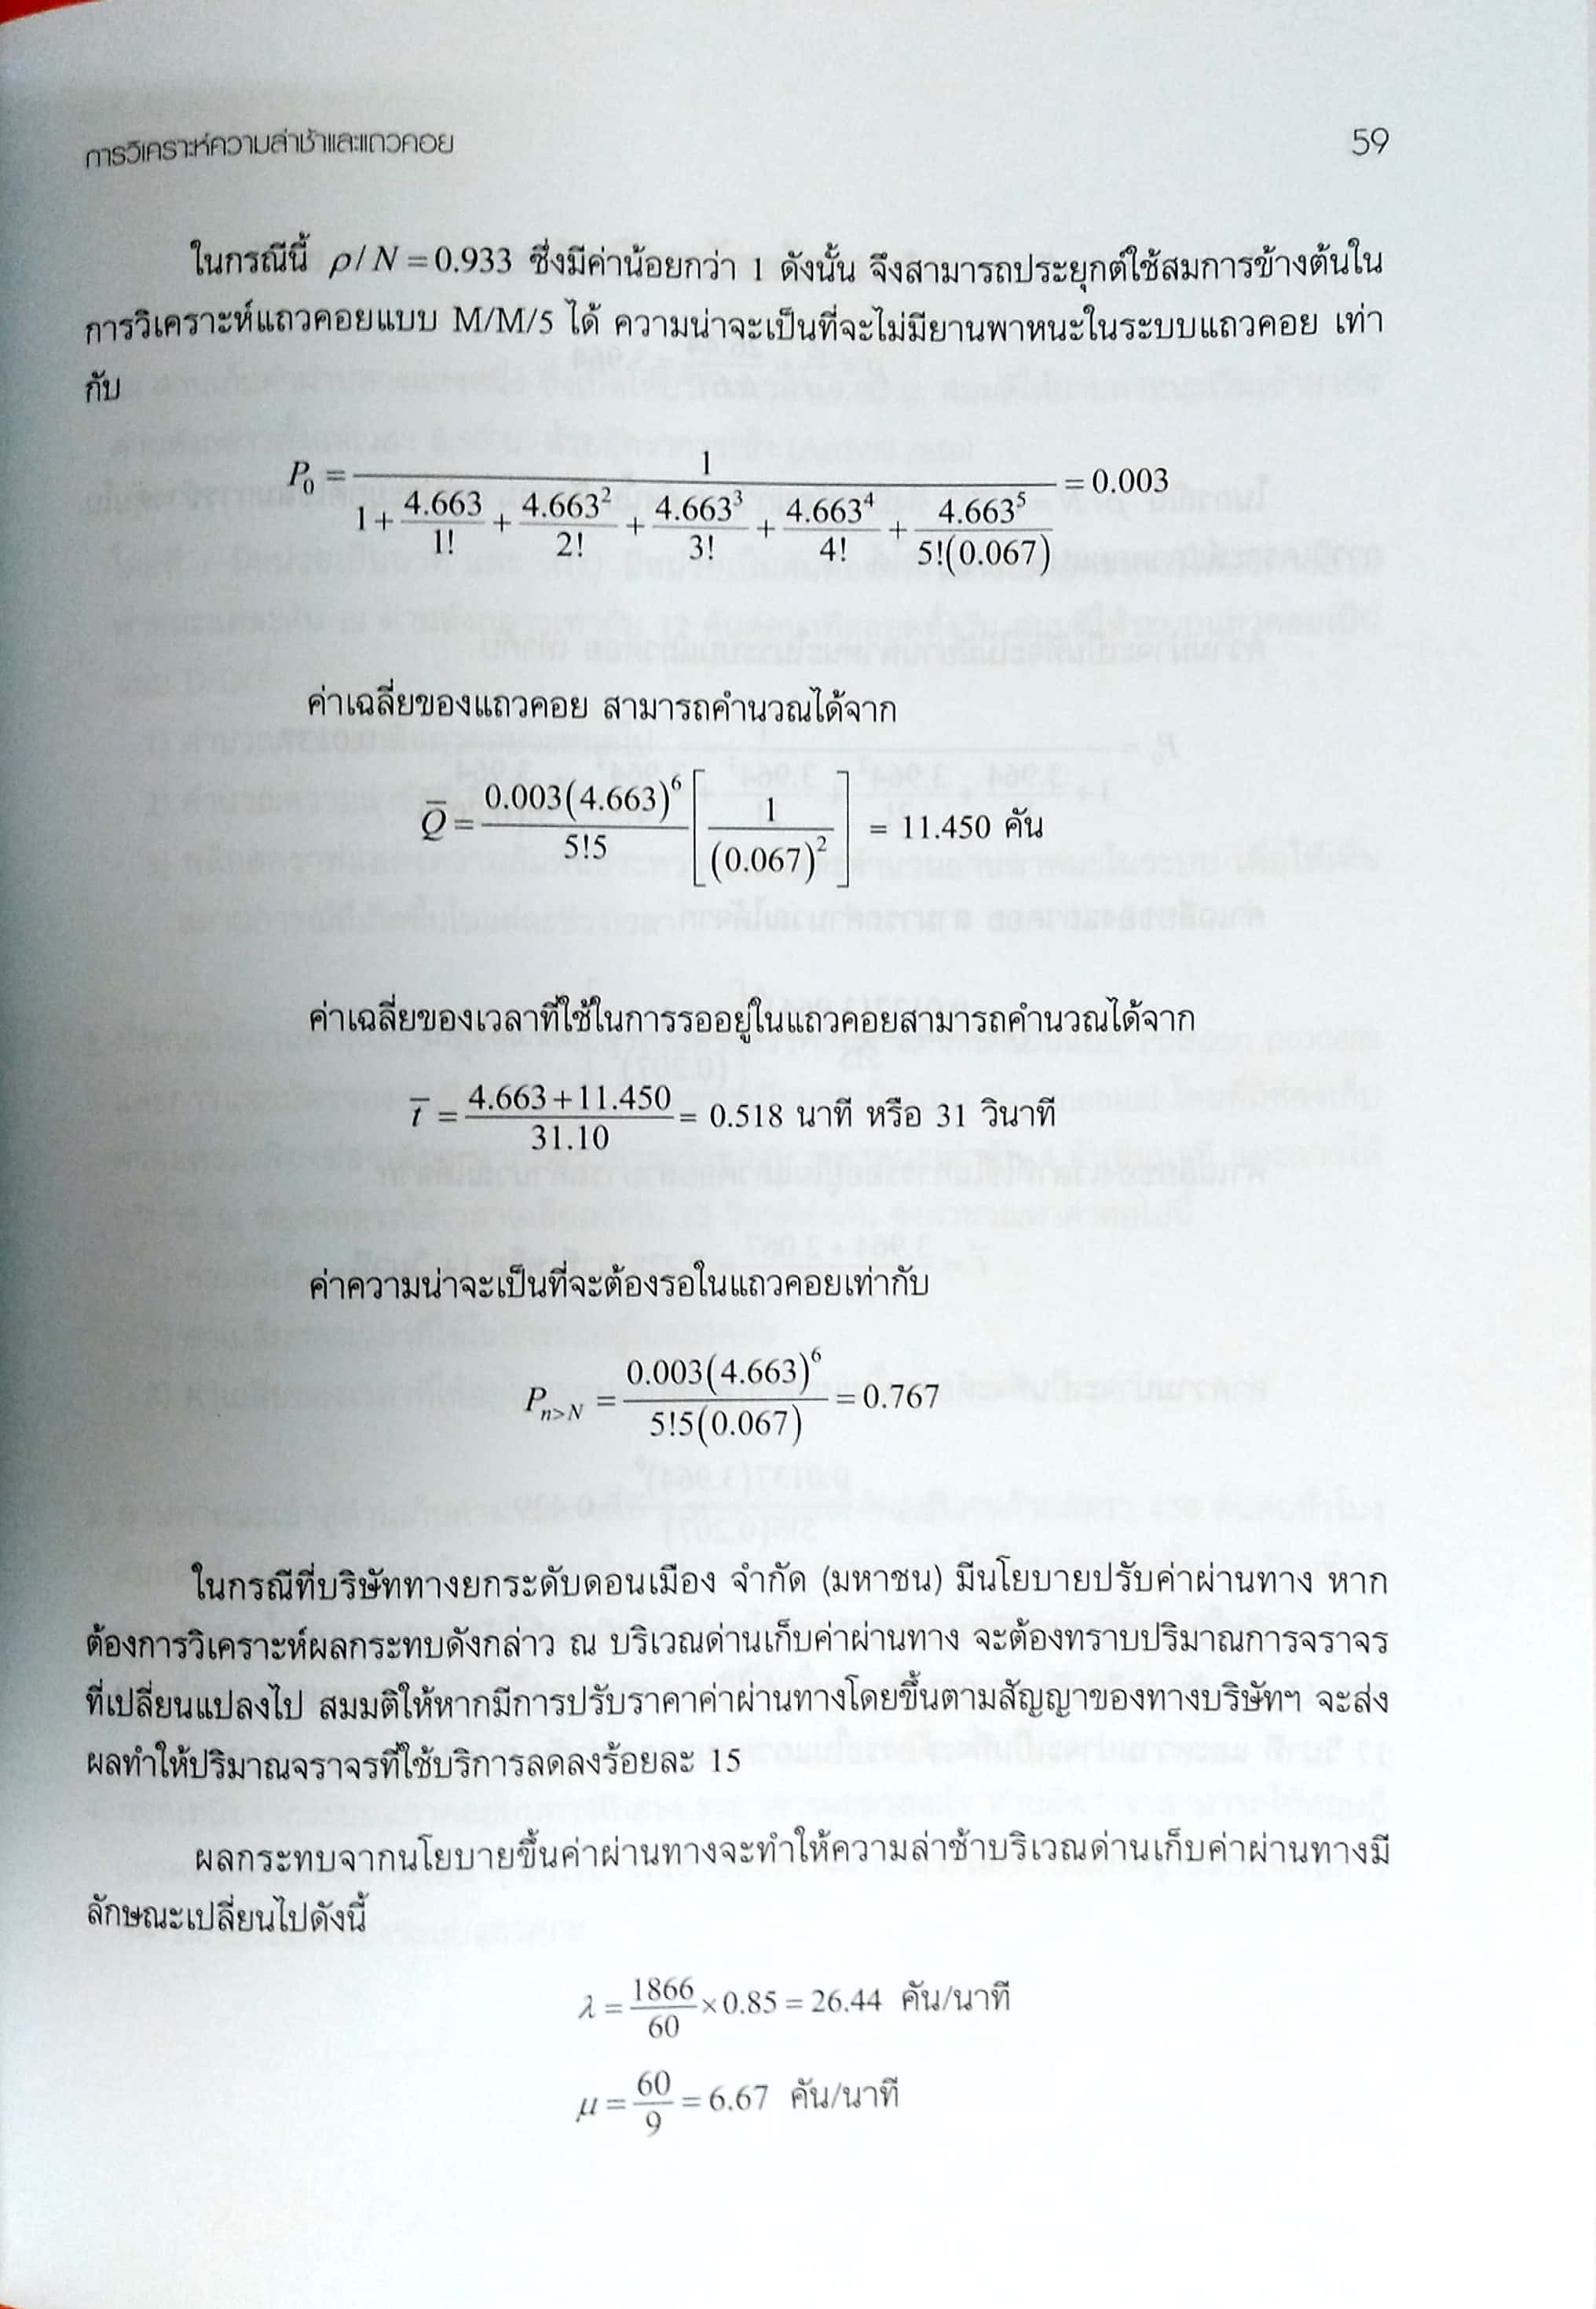 การวิเคราะห์ความล่าช้าและแถวคอย 59
ในกรณีนี้ ρ/N = 0.933 ซึ่งมีค่าน้อยกว่า 1 ดังนั้น จึงสามารถประยุกต์ใช้สมการข้างต้นใน
การวิเคราะห์แถวคอยแบบ M/M/5 ได้ ความน่าจะเป็นที่จะไม่มียานพาหนะในระบบแถวคอย เท่า
กับ
P₀ = 1 / (1 + 4.663/1! + 4.663²/2! + 4.663³/3! + 4.663⁴/4! + 4.663⁵/5!(0.067)) = 0.003
ค่าเฉลี่ยของแถวคอย สามารถคำนวณได้จาก
Q̅ = 0.003(4.663)⁶/5!5 [1/(0.067)²] = 11.450 คัน
ค่าเฉลี่ยของเวลาที่ใช้ในการรออยู่ในแถวคอยสามารถคำนวณได้จาก
t̅ = 4.663+11.450/31.10 = 0.518 นาที หรือ 31 วินาที
ค่าความน่าจะเป็นที่จะต้องรอในแถวคอยเท่ากับ
Pₙ>N = 0.003(4.663)⁶/5!5(0.067) = 0.767
ในกรณีที่บริษัททางยกระดับดอนเมือง จำกัด (มหาชน) มีนโยบายปรับค่าผ่านทาง หาก
ต้องการวิเคราะห์ผลกระทบดังกล่าว ณ บริเวณด่านเก็บค่าผ่านทาง จะต้องทราบปริมาณการจราจร
ที่เปลี่ยนแปลงไป สมมติให้หากมีการปรับราคาค่าผ่านทางโดยขึ้นตามสัญญาของทางบริษัทฯ จะส่ง
ผลทำให้ปริมาณจราจรที่ใช้บริการลดลงร้อยละ 15
ผลกระทบจากนโยบายขึ้นค่าผ่านทางจะทำให้ความล่าช้าบริเวณด่านเก็บค่าผ่านทางมี
ลักษณะเปลี่ยนไปดังนี้
λ = 1866/60 × 0.85 = 26.44 คัน/นาที
μ = 60/9 = 6.67 คัน/นาที